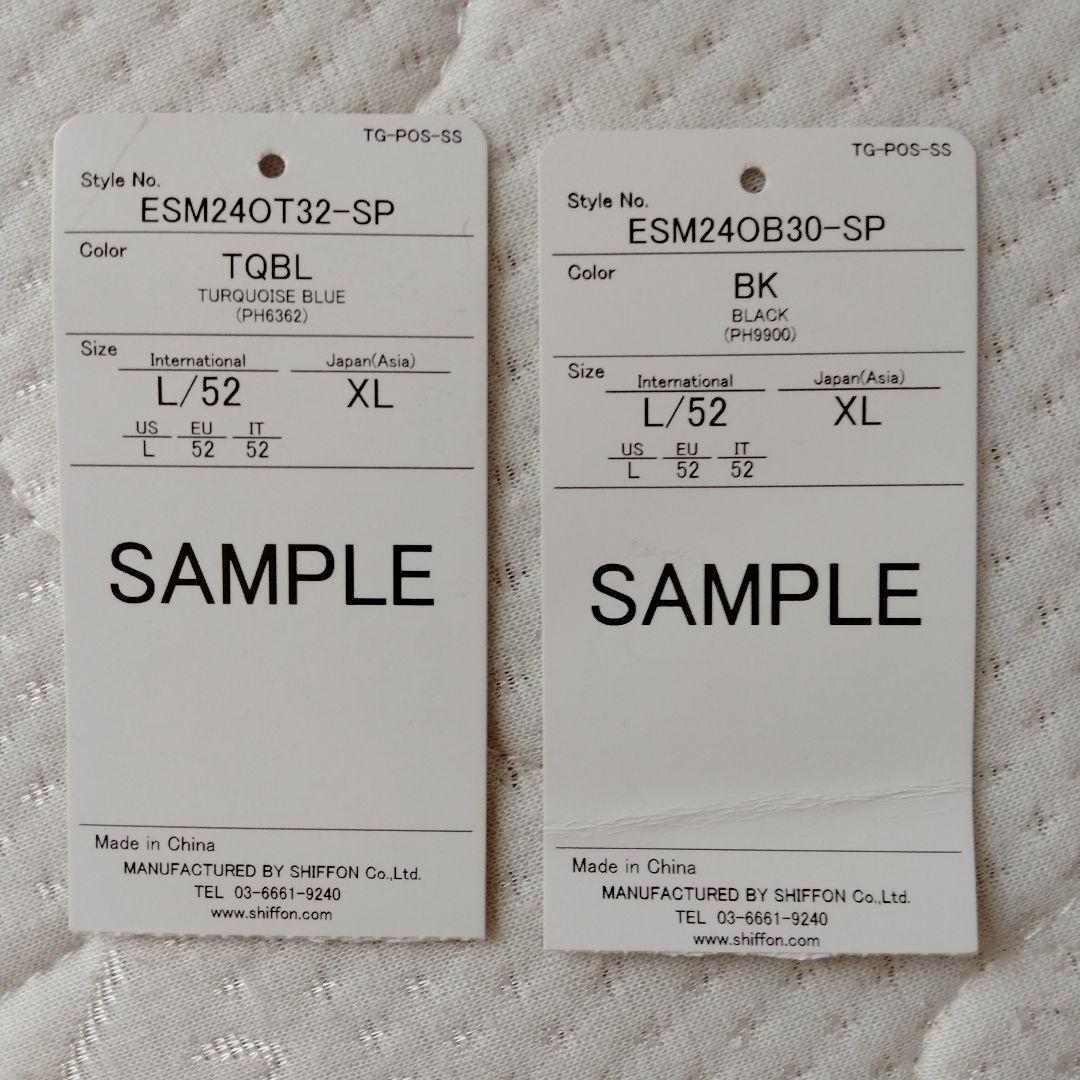 TG-POS-SS
Style No.
ESM24OT32-SP
Color
TQBL
TURQUOISE BLUE
(PH6362)
Size
International Japan(Asia)
L/52 XL
US EU IT
L 52 52
SAMPLE
Made in China
MANUFACTURED BY SHIFFON Co.,Ltd.
TEL 03-6661-9240
www.shiffon.com
TG-POS-SS
Style No.
ESM24OB30-SP
Color
BK
BLACK
(PH9900)
Size
International Japan(Asia)
L/52 XL
US EU IT
L 52 52
SAMPLE
Made in China
MANUFACTURED BY SHIFFON Co.,Ltd.
TEL 03-6661-9240
www.shiffon.com